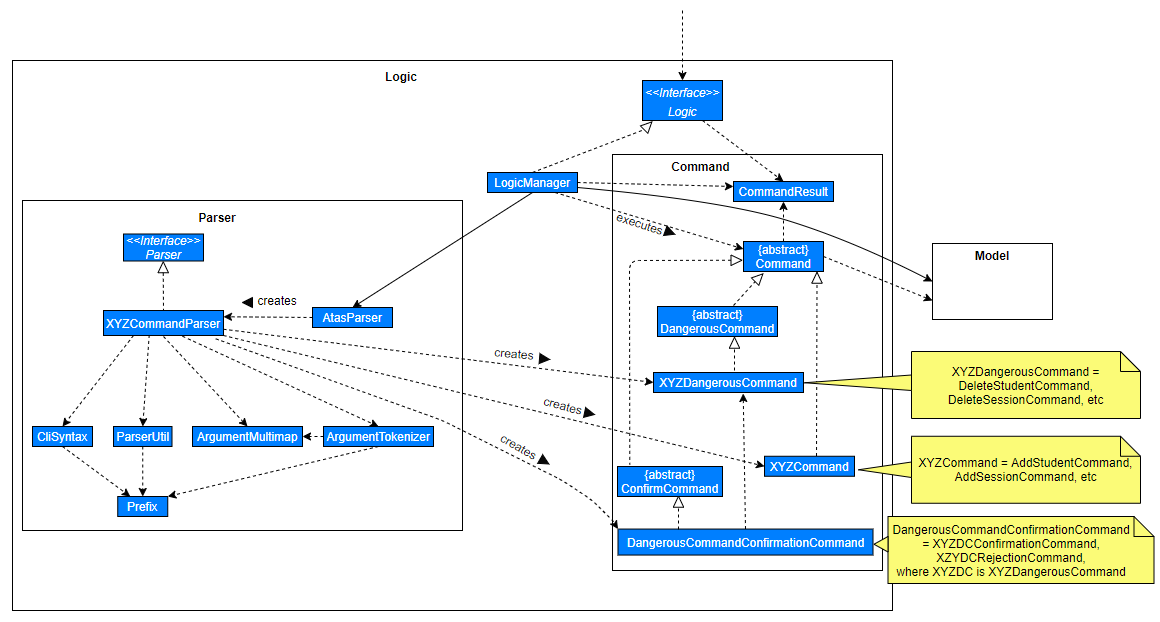 Logic
<<Interface>>
Logic
Command
LogicManager
CommandResult
Parser
executes
<<Interface>>
Parser
{abstract}
Command
Model
creates
XYZCommandParser
AtasParser
{abstract}
DangerousCommand
creates
XYZDangerousCommand
XYZDangerousCommand =
DeleteStudentCommand,
DeleteSessionCommand, etc
creates
CliSyntax
ParserUtil
ArgumentMultimap
ArgumentTokenizer
creates
XYZCommand
XYZCommand = AddStudentCommand,
AddSessionCommand, etc
{abstract}
ConfirmCommand
Prefix
DangerousCommandConfirmationCommand
DangerousCommandConfirmationCommand
= XYZDCConfirmationCommand,
XZYDCRejectionCommand,
where XYZDC is XYZDangerousCommand